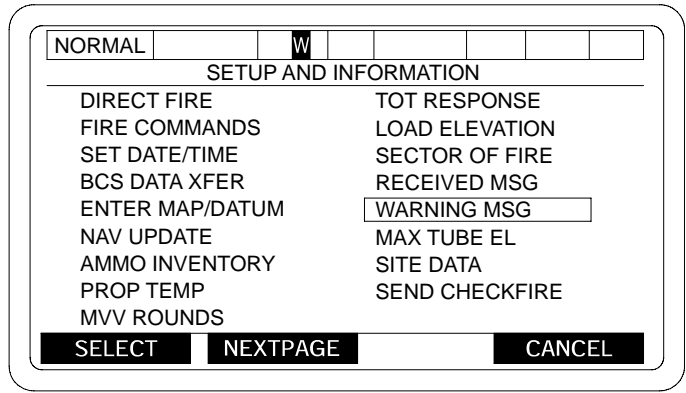 NORMAL W
SETUP AND INFORMATION
DIRECT FIRE
FIRE COMMANDS
SET DATE/TIME
BCS DATA XFER
ENTER MAP/DATUM
NAV UPDATE
AMMO INVENTORY
PROP TEMP
MVV ROUNDS
TOT RESPONSE
LOAD ELEVATION
SECTOR OF FIRE
RECEIVED MSG
WARNING MSG
MAX TUBE EL
SITE DATA
SEND CHECKFIRE
SELECT NEXTPAGE CANCEL